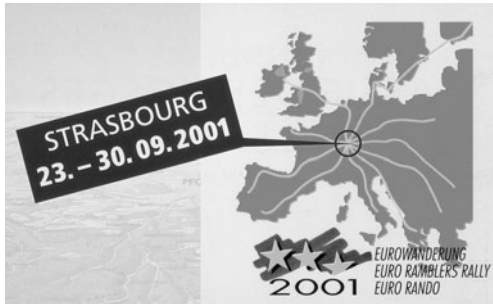 STRASBOURG
23. – 30.09.2001
EUROWANDERUNG
EURO RAMBLERS RALLY
2001 EURO RANDO